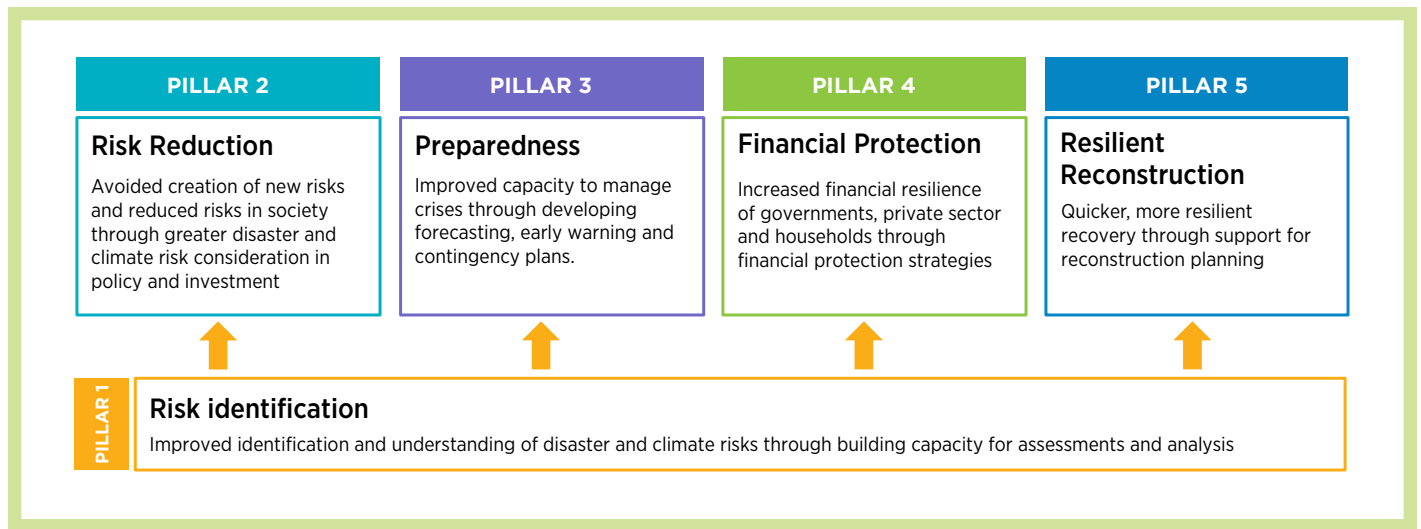 PILLAR 2
Risk Reduction
Avoided creation of new risks
and reduced risks in society
through greater disaster and
climate risk consideration in
policy and investment
PILLAR 3
Preparedness
Improved capacity to manage
crises through developing
forecasting, early warning and
contingency plans.
PILLAR 4
Financial Protection
Increased financial resilience
of governments, private sector
and households through
financial protection strategies
PILLAR 5
Resilient
Reconstruction
Quicker, more resilient
recovery through support for
reconstruction planning
PILLAR 1
Risk identification
Improved identification and understanding of disaster and climate risks through building capacity for assessments and analysis